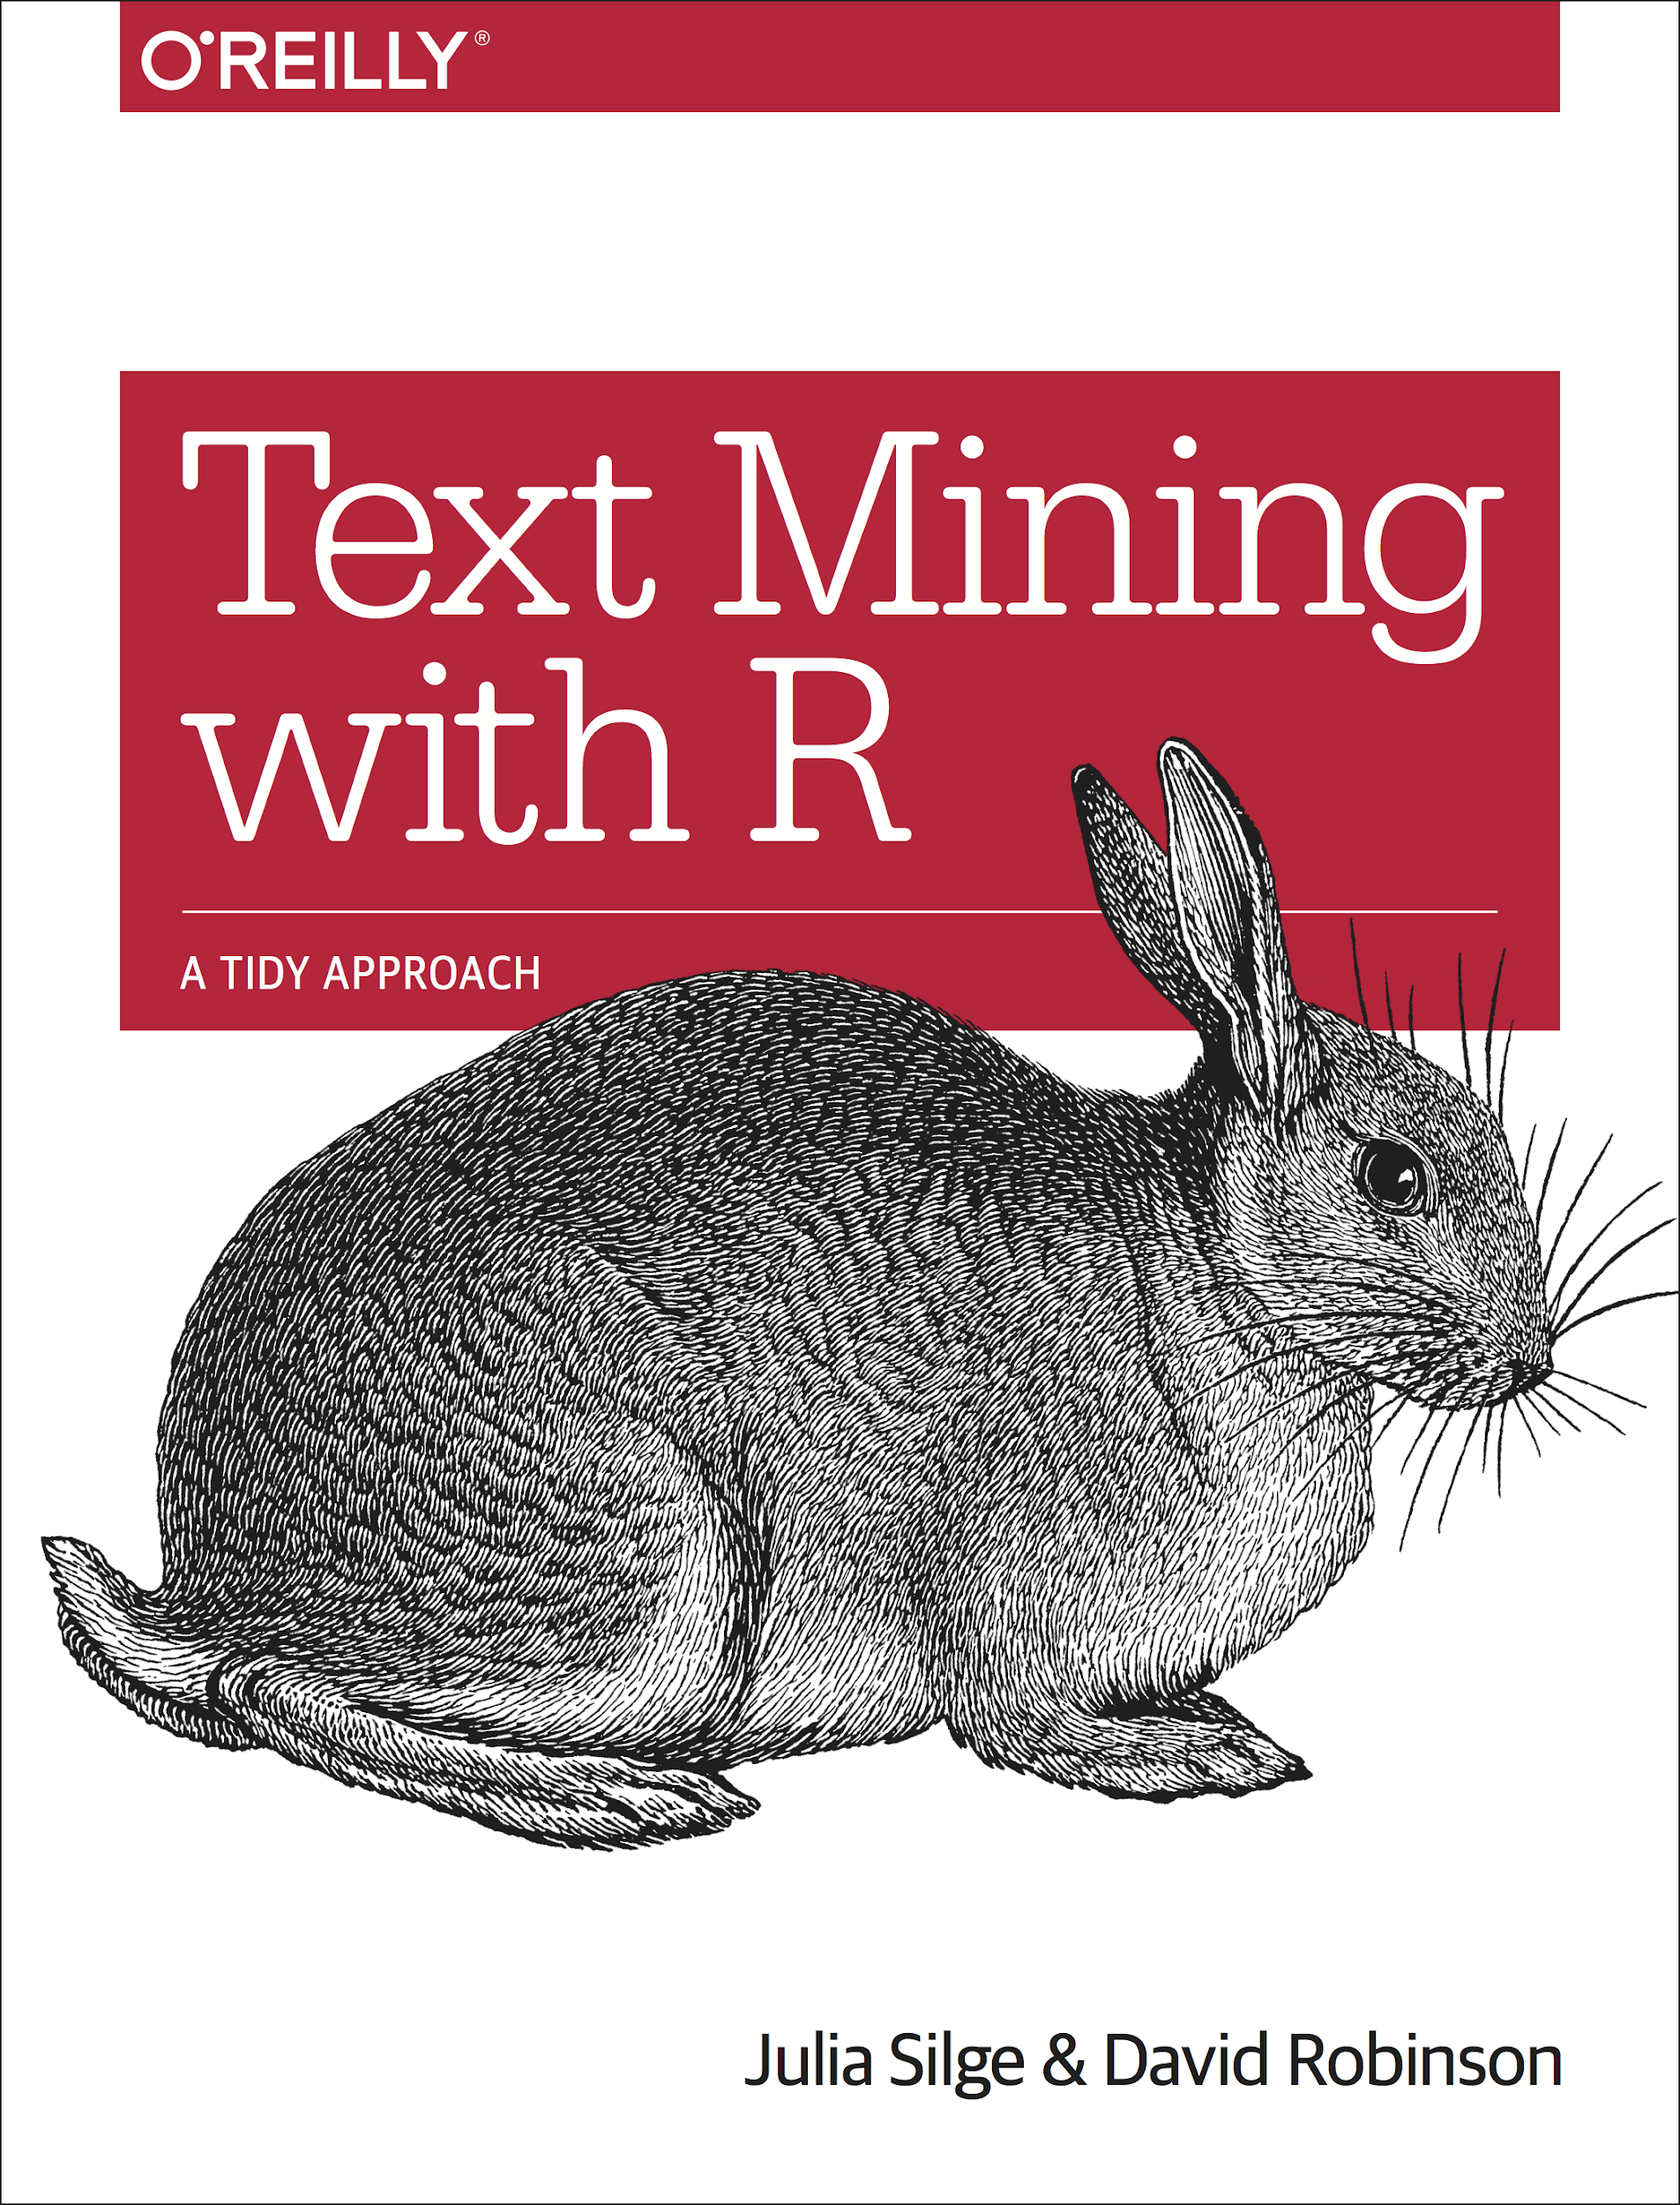 O'REILLY®
Text Mining
with R
A TIDY APPROACH
Julia Silge & David Robinson